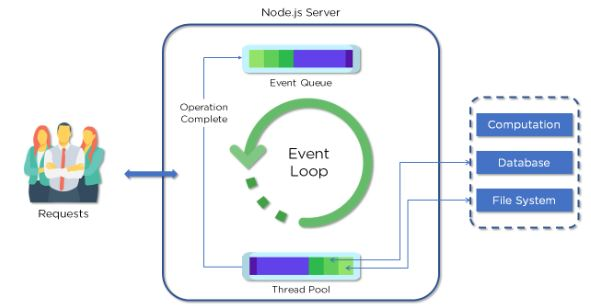 Node.js Server
Event Queue
Operation
Complete
Event
Loop
Requests
Thread Pool
Computation
Database
File System